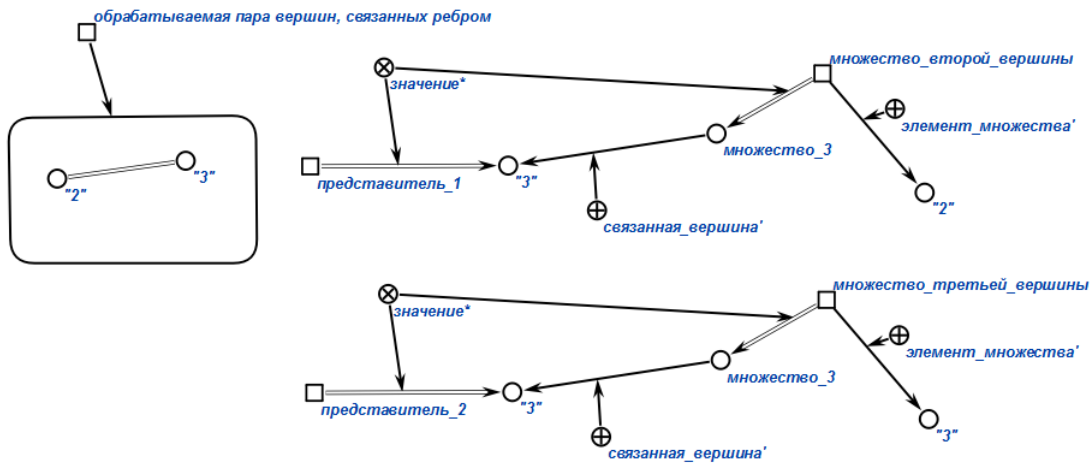 обрабатываемая пара вершин, связанных ребром
"2"
"3"
значение*
множество_второй_вершины
элемент_множества'
множество_3
представитель_1
"3"
"2"
связанная_вершина'
значение*
множество_третьей_вершины
элемент_множества'
множество_3
представитель_2
"3"
"3"
связанная_вершина'